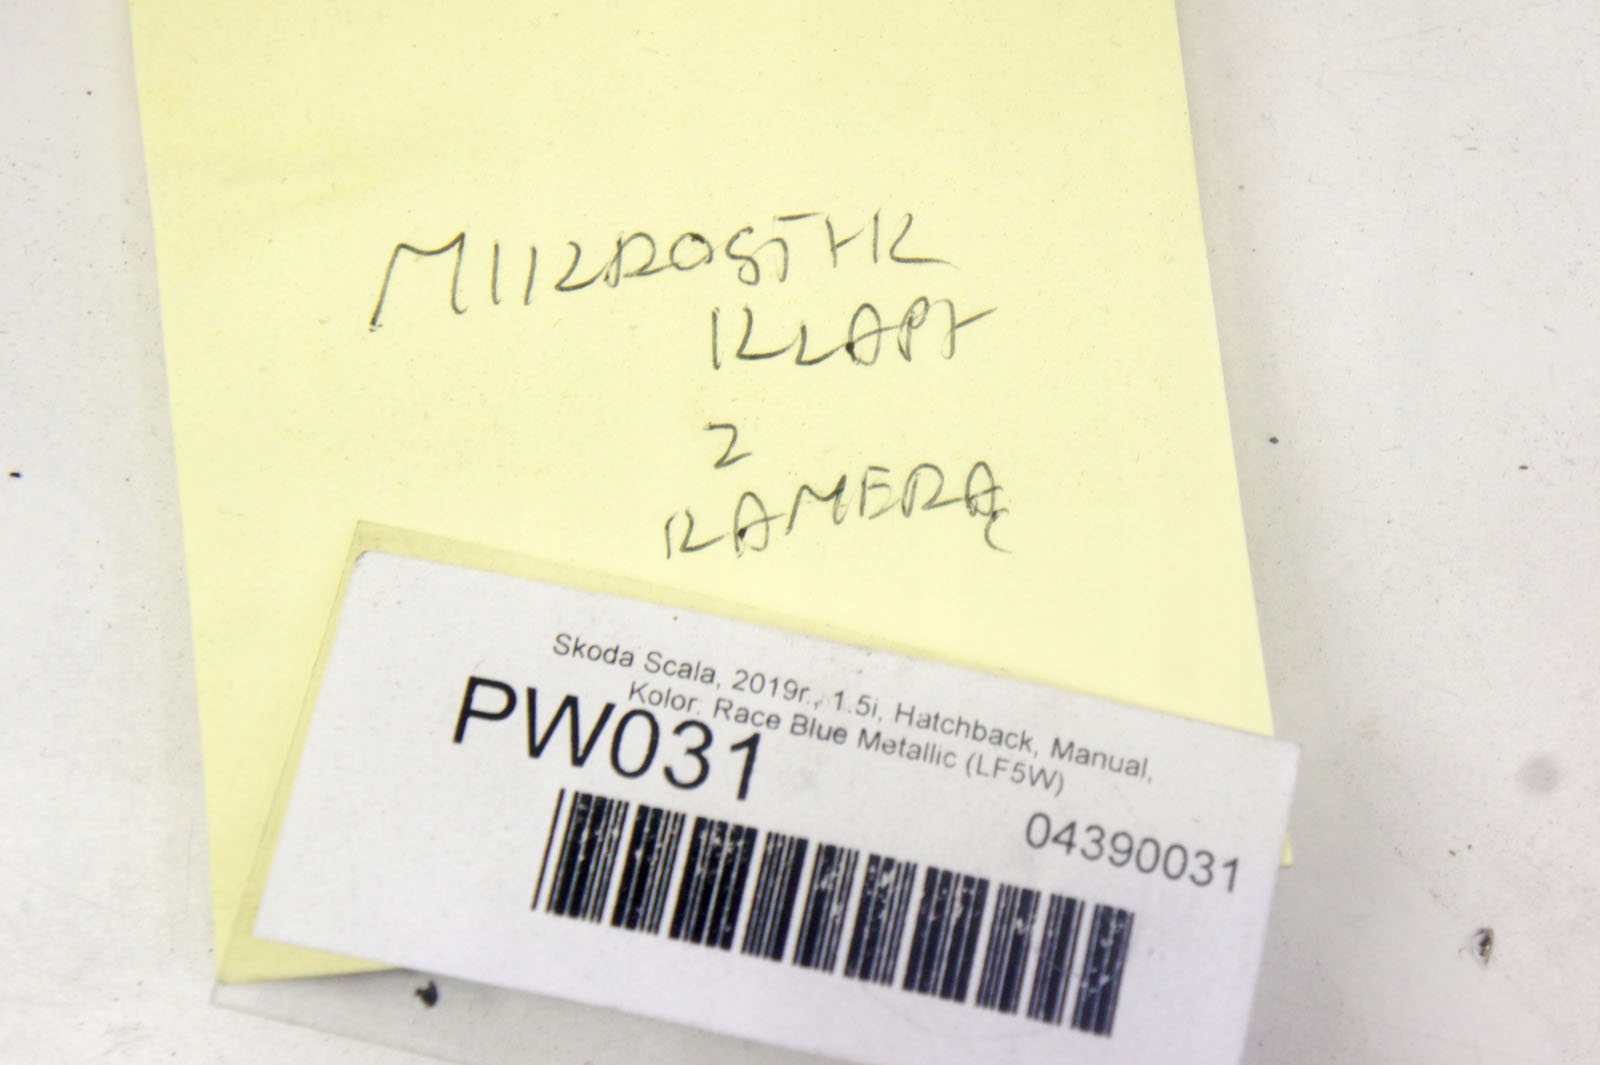 MIKROSTYK
KLAPY
Z
KAMERĄ
Skoda Scala, 2019r., 1.5i, Hatchback, Manual,
Kolor: Race Blue Metallic (LF5W)
PW031
04390031